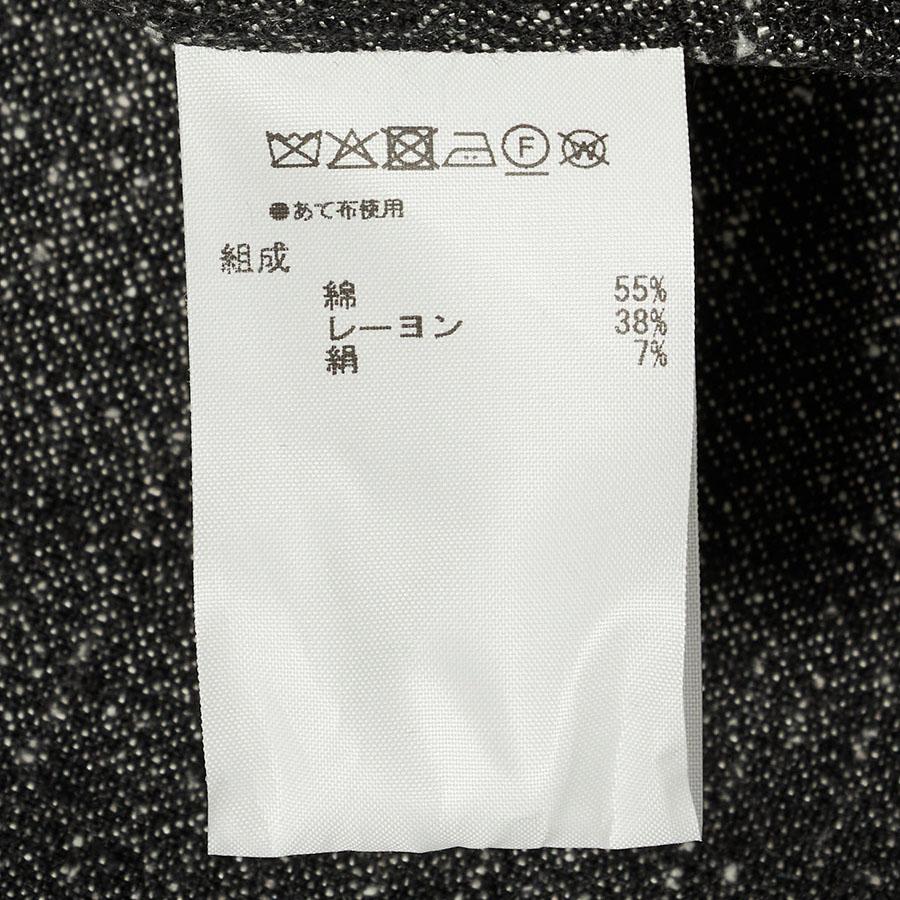 F W
●あて布使用
組成
綿 55%
レーヨン 38%
絹 7%